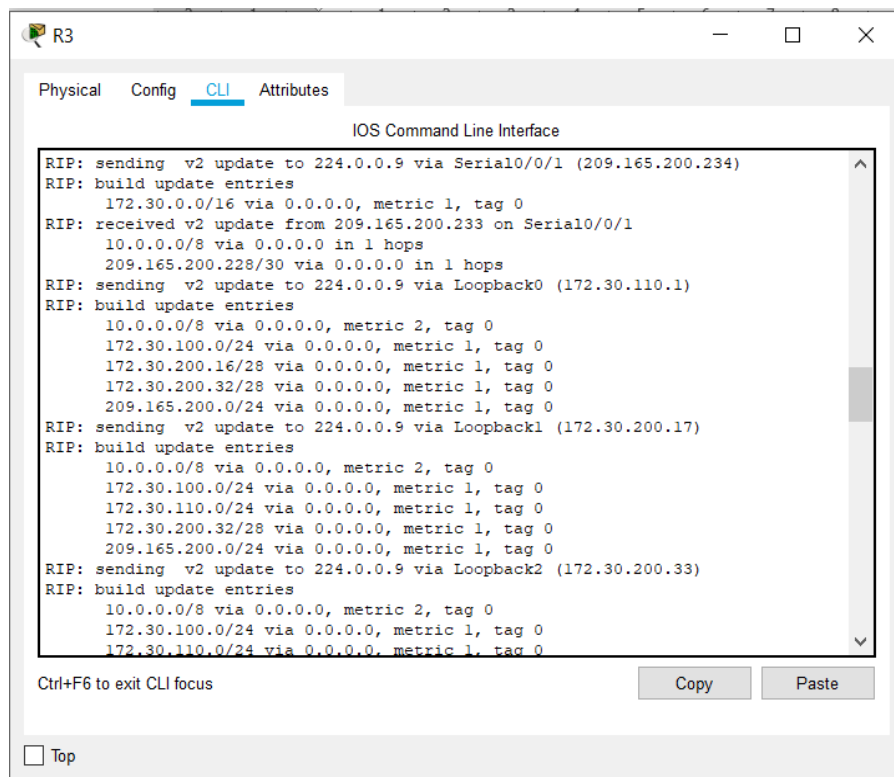 R3
Physical Config CLI Attributes
IOS Command Line Interface
RIP: sending  v2 update to 224.0.0.9 via Serial0/0/1 (209.165.200.234)
RIP: build update entries
      172.30.0.0/16 via 0.0.0.0, metric 1, tag 0
RIP: received v2 update from 209.165.200.233 on Serial0/0/1
      10.0.0.0/8 via 0.0.0.0 in 1 hops
      209.165.200.228/30 via 0.0.0.0 in 1 hops
RIP: sending  v2 update to 224.0.0.9 via Loopback0 (172.30.110.1)
RIP: build update entries
      10.0.0.0/8 via 0.0.0.0, metric 2, tag 0
      172.30.100.0/24 via 0.0.0.0, metric 1, tag 0
      172.30.200.16/28 via 0.0.0.0, metric 1, tag 0
      172.30.200.32/28 via 0.0.0.0, metric 1, tag 0
      209.165.200.0/24 via 0.0.0.0, metric 1, tag 0
RIP: sending  v2 update to 224.0.0.9 via Loopback1 (172.30.200.17)
RIP: build update entries
      10.0.0.0/8 via 0.0.0.0, metric 2, tag 0
      172.30.100.0/24 via 0.0.0.0, metric 1, tag 0
      172.30.110.0/24 via 0.0.0.0, metric 1, tag 0
      172.30.200.32/28 via 0.0.0.0, metric 1, tag 0
      209.165.200.0/24 via 0.0.0.0, metric 1, tag 0
RIP: sending  v2 update to 224.0.0.9 via Loopback2 (172.30.200.33)
RIP: build update entries
      10.0.0.0/8 via 0.0.0.0, metric 2, tag 0
      172.30.100.0/24 via 0.0.0.0, metric 1, tag 0
      172.30.110.0/24 via 0.0.0.0, metric 1, tag 0
Ctrl+F6 to exit CLI focus Copy Paste
Top